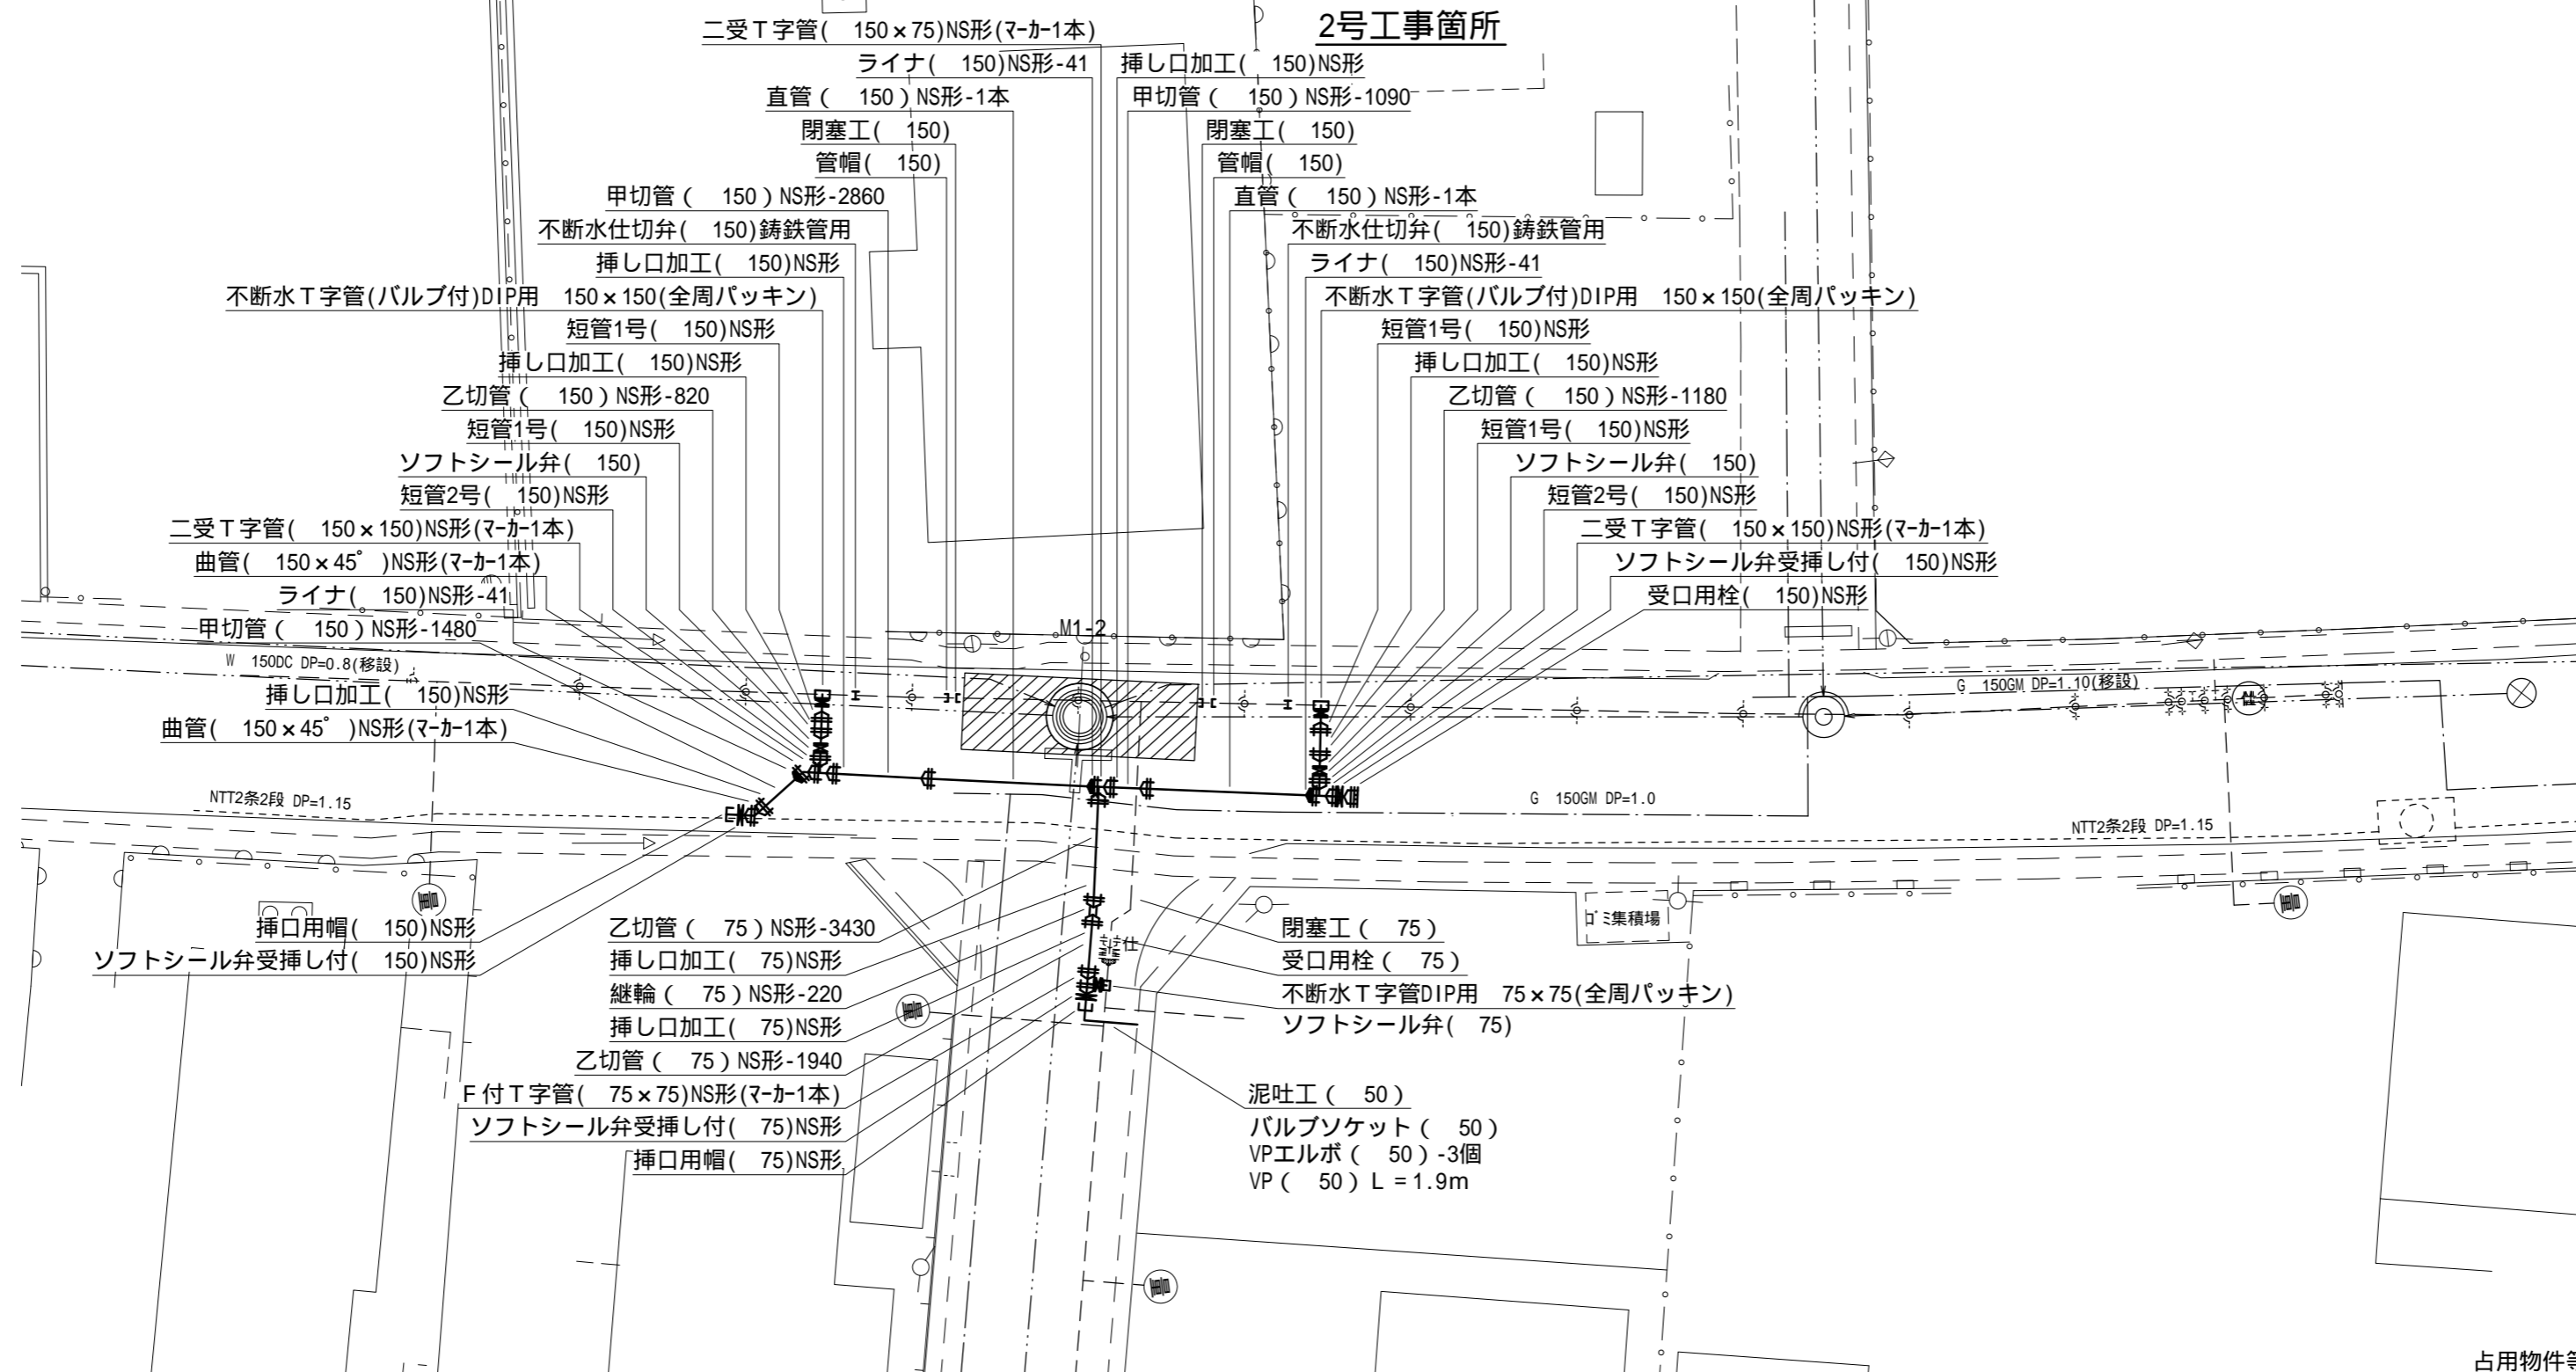 2号工事箇所
二受T字管(　150×75)NS形(マーカー1本)
ライナ(　150)NS形-41
直管(　150)NS形-1本
閉塞工(　150)
管帽(　150)
甲切管(　150)NS形-2860
不断水仕切弁(　150)鋳鉄管用
挿し口加工(　150)NS形
不断水T字管(バルブ付)DIP用　150×150(全周パッキン)
短管1号(　150)NS形
挿し口加工(　150)NS形
乙切管(　150)NS形-820
短管1号(　150)NS形
ソフトシール弁(　150)
短管2号(　150)NS形
二受T字管(　150×150)NS形(マーカー1本)
曲管(　150×45°)NS形(マーカー1本)
ライナ(　150)NS形-41
甲切管(　150)NS形-1480
W　150DC DP=0.8(移設)
挿し口加工(　150)NS形
曲管(　150×45°)NS形(マーカー1本)
挿し口加工(　150)NS形
甲切管(　150)NS形-1090
閉塞工(　150)
管帽(　150)
直管(　150)NS形-1本
不断水仕切弁(　150)鋳鉄管用
ライナ(　150)NS形-41
不断水T字管(バルブ付)DIP用　150×150(全周パッキン)
短管1号(　150)NS形
挿し口加工(　150)NS形
乙切管(　150)NS形-1180
短管1号(　150)NS形
ソフトシール弁(　150)
短管2号(　150)NS形
二受T字管(　150×150)NS形(マーカー1本)
ソフトシール弁受挿し付(　150)NS形
受口用栓(　150)NS形
M1-2
G　150GM DP=1.10(移設)
仕
NTT2条2段 DP=1.15
G　150GM DP=1.0
NTT2条2段 DP=1.15
量
量
ゴミ集積場
挿口用帽(　150)NS形
ソフトシール弁受挿し付(　150)NS形
乙切管(　75)NS形-3430
挿し口加工(　75)NS形
継輪(　75)NS形-220
挿し口加工(　75)NS形
乙切管(　75)NS形-1940
F付T字管(　75×75)NS形(マーカー1本)
ソフトシール弁受挿し付(　75)NS形
挿口用帽(　75)NS形
仕
量
閉塞工(　75)
受口用栓(　75)
不断水T字管DIP用　75×75(全周パッキン)
ソフトシール弁(　75)
泥吐工(　50)
バルブソケット(　50)
VPエルボ(　50)-3個
VP(　50)L=1.9m
量
占用物件等